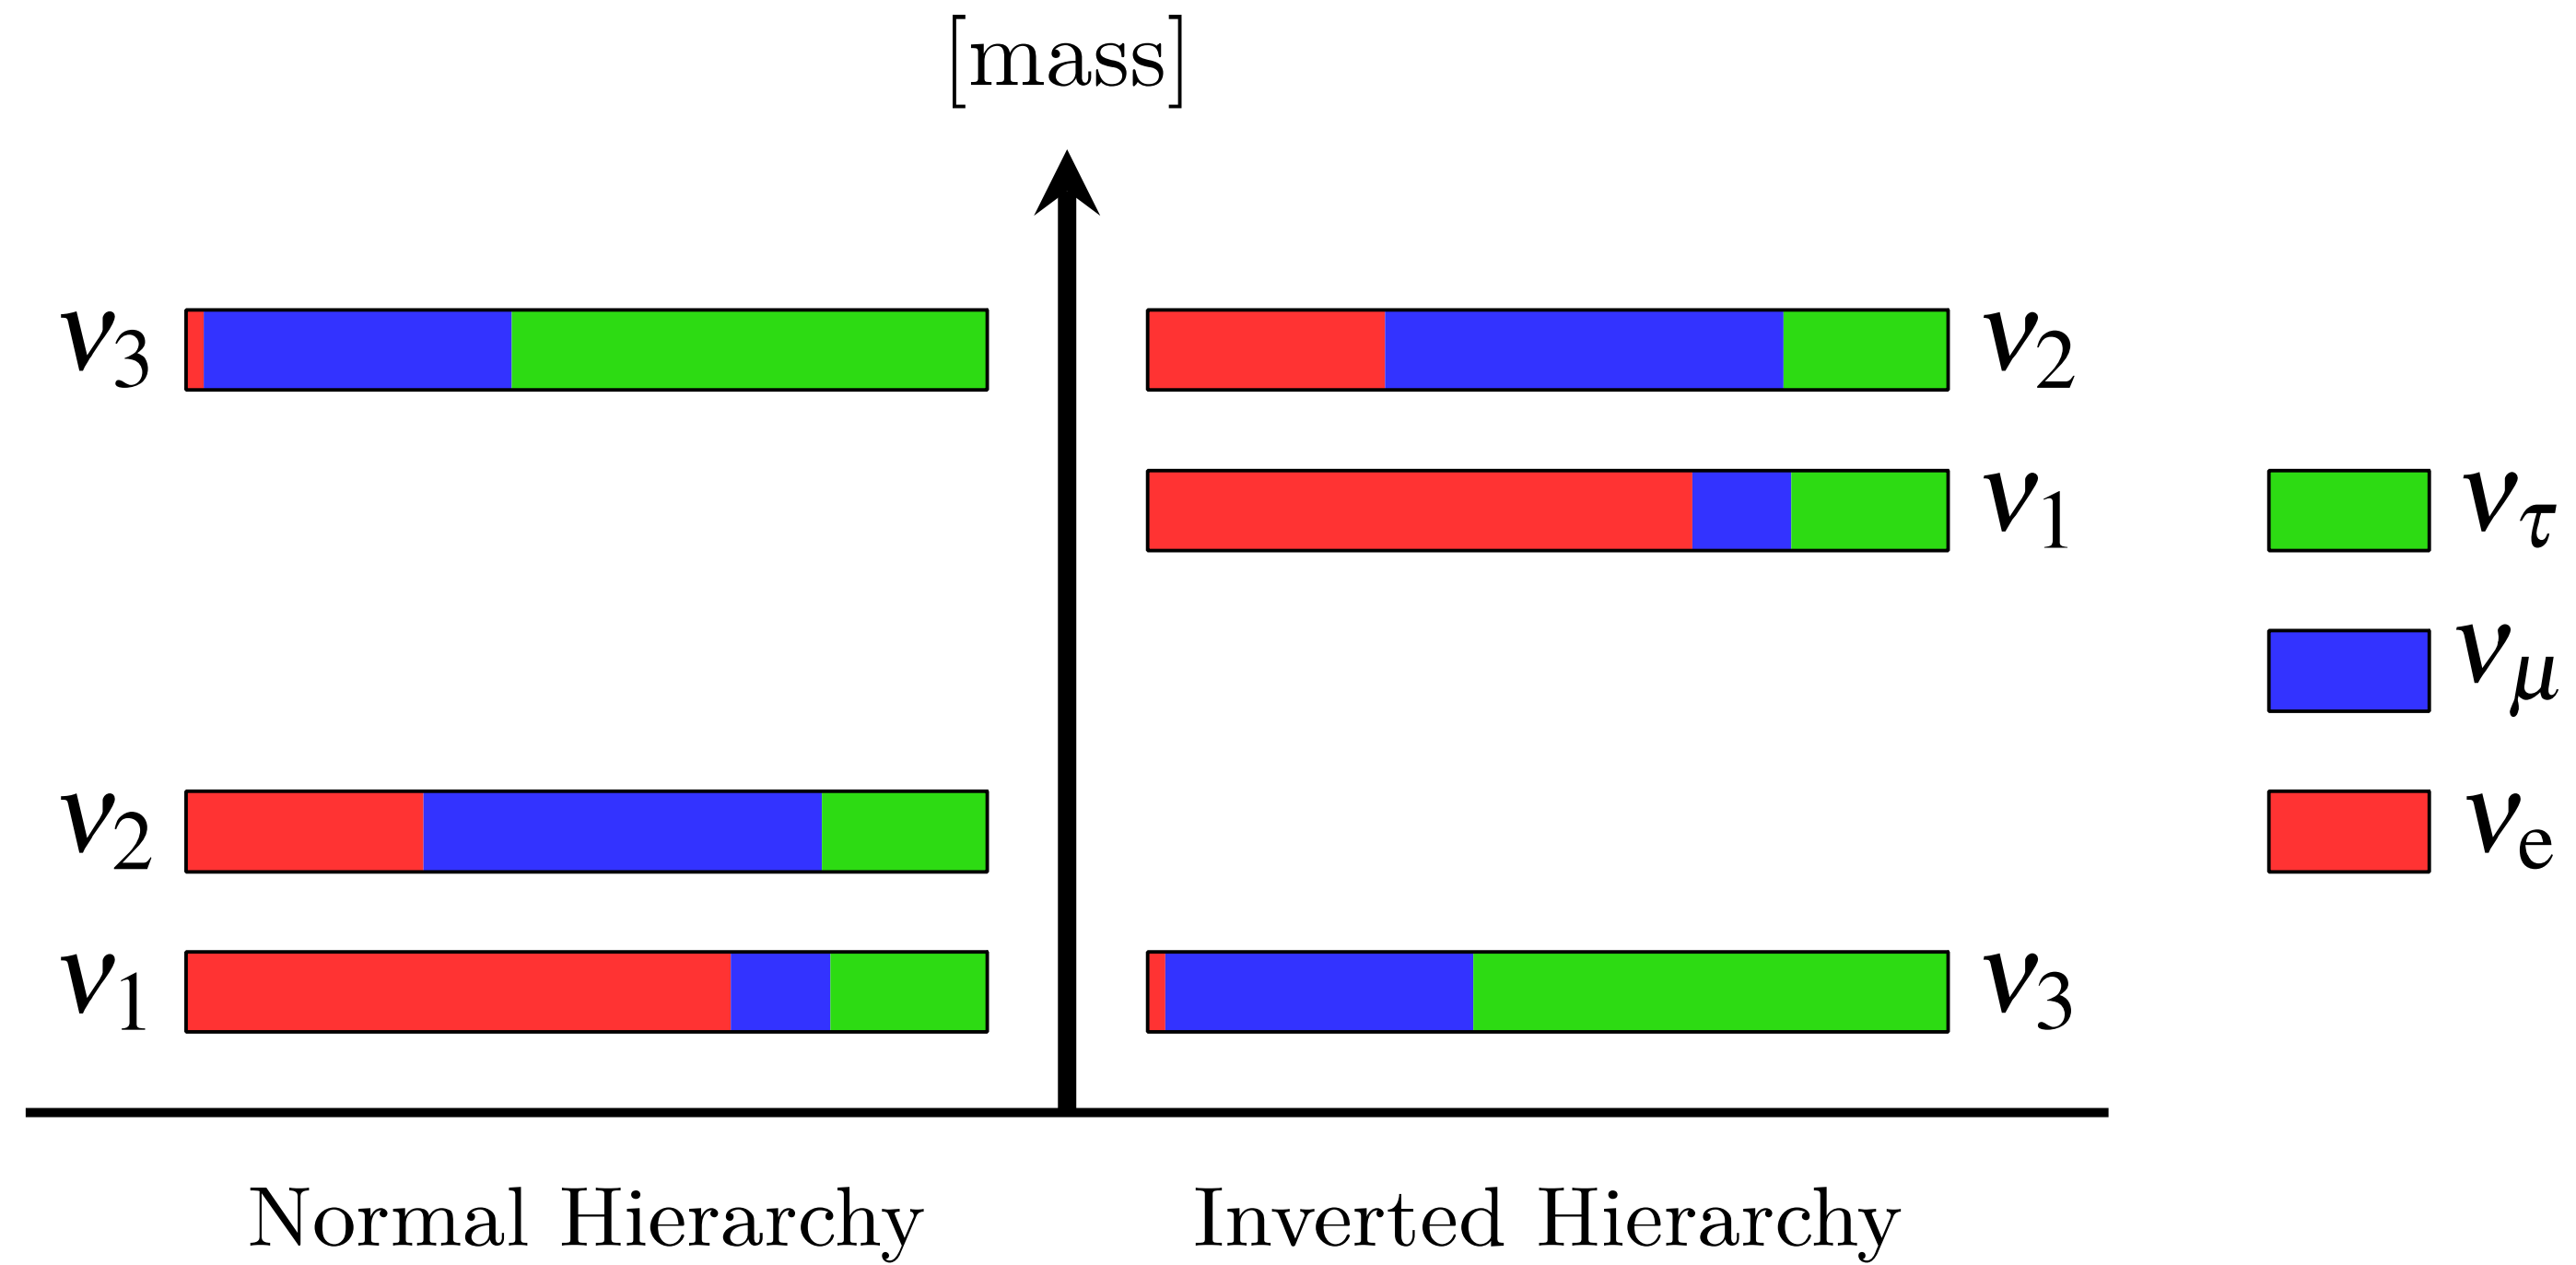 [mass]
ν3
ν2
ν2
ν1
ν1
ν3
ντ
νμ
νe
Normal Hierarchy
Inverted Hierarchy